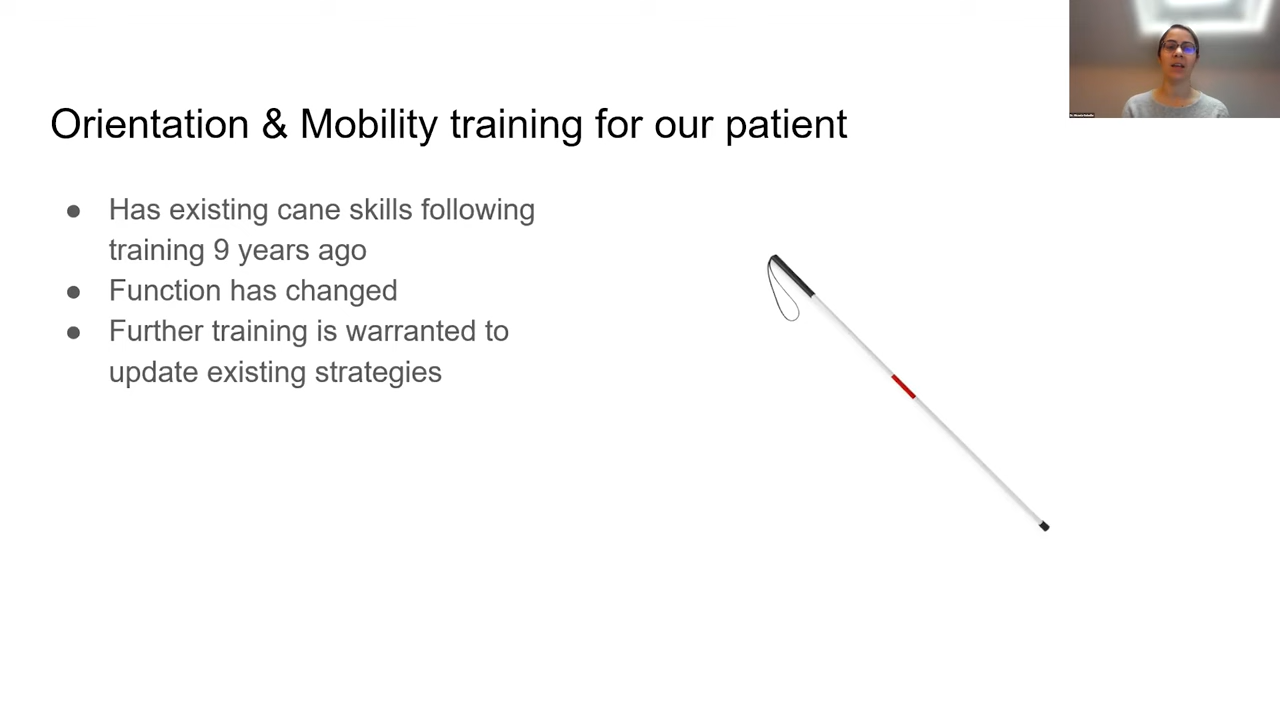 Orientation & Mobility training for our patient
● Has existing cane skills following
training 9 years ago
● Function has changed
● Further training is warranted to
update existing strategies